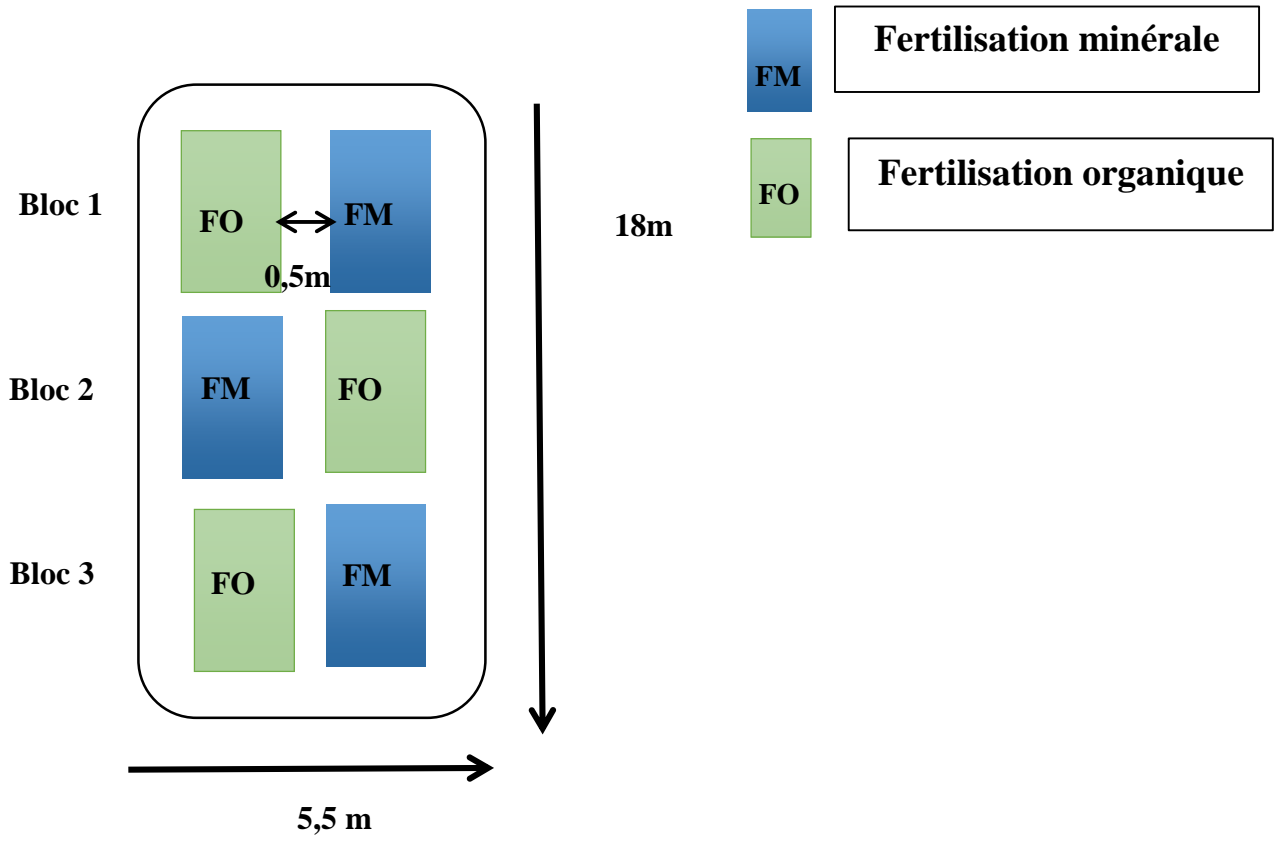 FM
Fertilisation minérale
FO
Fertilisation organique
Bloc 1
FO
FM
0,5m
18m
Bloc 2
FM
FO
Bloc 3
FO
FM
5,5 m